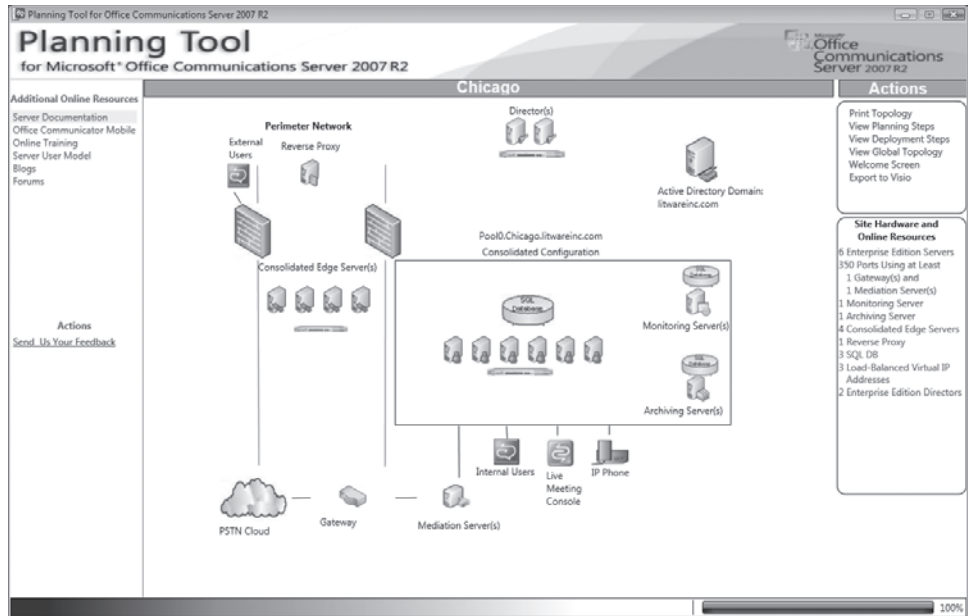 Planning Tool for Office Communications Server 2007 R2
Planning Tool
for Microsoft® Office Communications Server 2007 R2
Microsoft®
Office
Communications
Server 2007 R2
Additional Online Resources
Server Documentation
Office Communicator Mobile
Online Training
Server User Model
Blogs
Forums
Actions
Send Us Your Feedback
Chicago
Director(s)
Perimeter Network
External
Users
Reverse Proxy
Active Directory Domain:
litwareinc.com
Pool0.Chicago.litwareinc.com
Consolidated Configuration
Consolidated Edge Server(s)
SQL
Database
SQL
Database
Monitoring Server(s)
SQL
Database
Archiving Server(s)
Internal Users
Live
Meeting
Console
IP Phone
PSTN Cloud
Gateway
Mediation Server(s)
Actions
Print Topology
View Planning Steps
View Deployment Steps
View Global Topology
Welcome Screen
Export to Visio
Site Hardware and
Online Resources
6 Enterprise Edition Servers
350 Ports Using at Least
1 Gateway(s) and
1 Mediation Server(s)
1 Monitoring Server
1 Archiving Server
4 Consolidated Edge Servers
1 Reverse Proxy
3 SQL DB
3 Load-Balanced Virtual IP
Addresses
2 Enterprise Edition Directors
100%